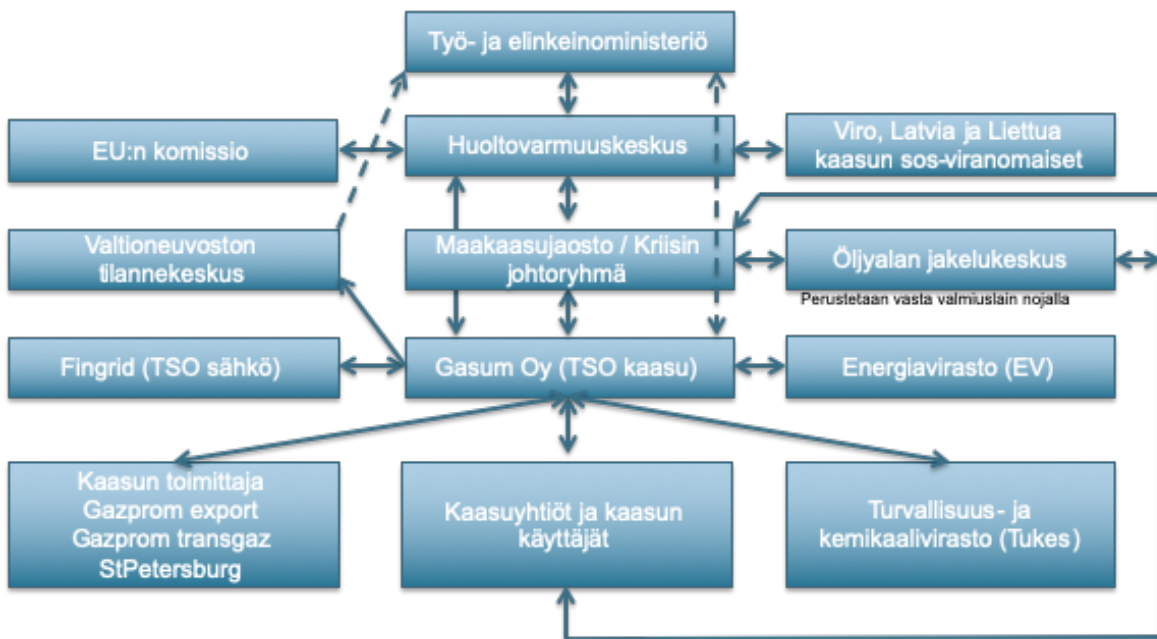 Työ- ja elinkeinoministeriö
EU:n komissio
Huoltovarmuuskeskus
Viro, Latvia ja Liettua
kaasun sos-viranomaiset
Valtioneuvoston
tilannekeskus
Maakaasujaosto / Kriisin
johtoryhmä
Öljyalan jakelukeskus
Perustetaan vasta valmiuslain nojalla
Fingrid (TSO sähkö)
Gasum Oy (TSO kaasu)
Energiavirasto (EV)
Kaasun toimittaja
Gazprom export
Gazprom transgaz
StPetersburg
Kaasuyhtiöt ja kaasun
käyttäjät
Turvallisuus- ja
kemikaalivirasto (Tukes)